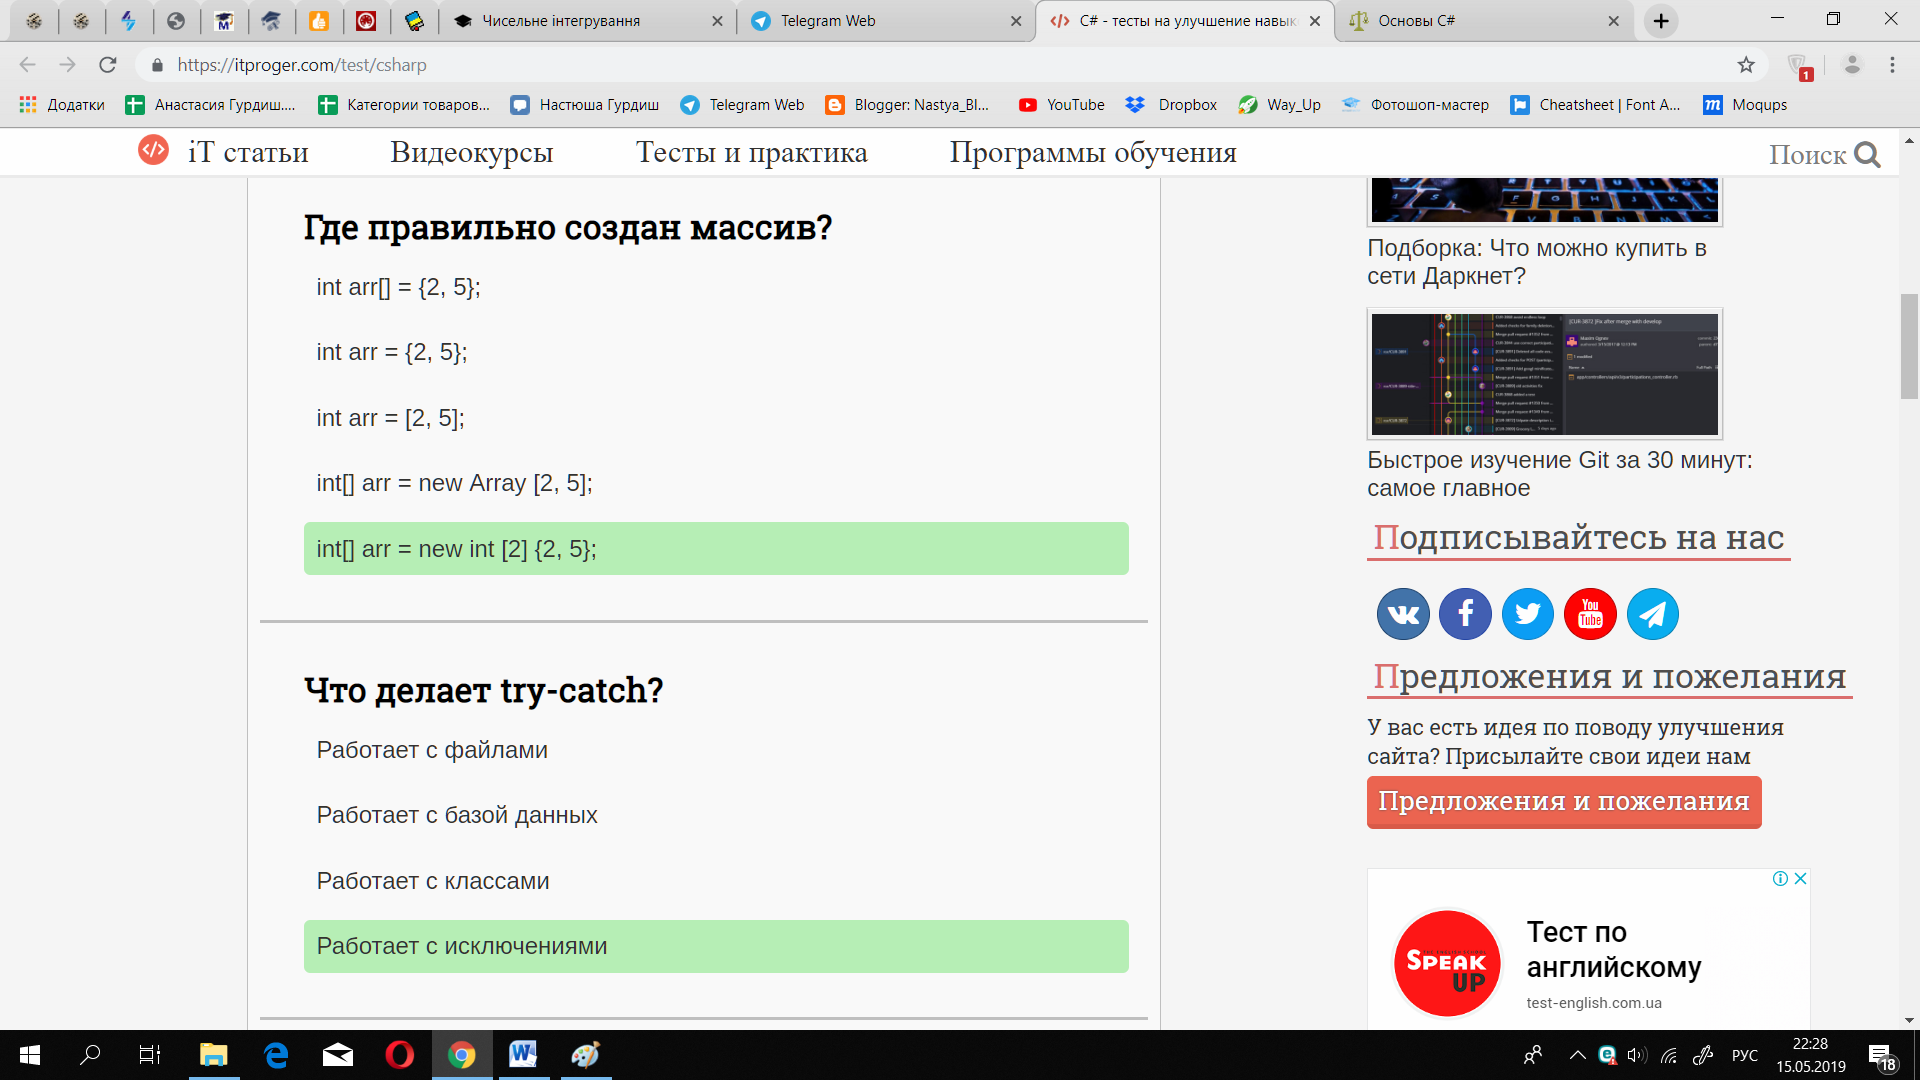 Чисельне інтегрування
Telegram Web
C# - тесты на улучшение навык
Основы C#
https://itproger.com/test/csharp
1
Додатки
Анастасия Гурдиш....
Категории товаров...
Настюша Гурдиш
Telegram Web
Blogger: Nastya_Bl...
YouTube
Dropbox
Way_Up
Фотошоп-мастер
Cheatsheet | Font A...
Moqups
iT статьи
Видеокурсы
Тесты и практика
Программы обучения
Поиск
Где правильно создан массив?
int arr[] = {2, 5};
int arr = {2, 5};
int arr = [2, 5];
int[] arr = new Array [2, 5];
int[] arr = new int [2] {2, 5};
Что делает try-catch?
Работает с файлами
Работает с базой данных
Работает с классами
Работает с исключениями
Подборка: Что можно купить в
сети Даркнет?
Быстрое изучение Git за 30 минут:
самое главное
Подписывайтесь на нас
You
Tube
Предложения и пожелания
У вас есть идея по поводу улучшения
сайта? Присылайте свои идеи нам
Предложения и пожелания
SPEAK
UP
Тест по
английскому
test-english.com.ua
РУС
22:28
15.05.2019
18